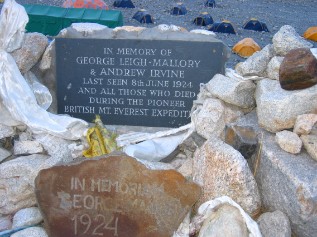 IN MEMORY OF
GEORGE LEIGH-MALLORY
& ANDREW IRVINE
LAST SEEN 8th JUNE 1924
AND ALL THOSE WHO DIED
DURING THE PIONEER
BRITISH MT. EVEREST EXPEDIT
IN MEMORI
GEORGE
1924